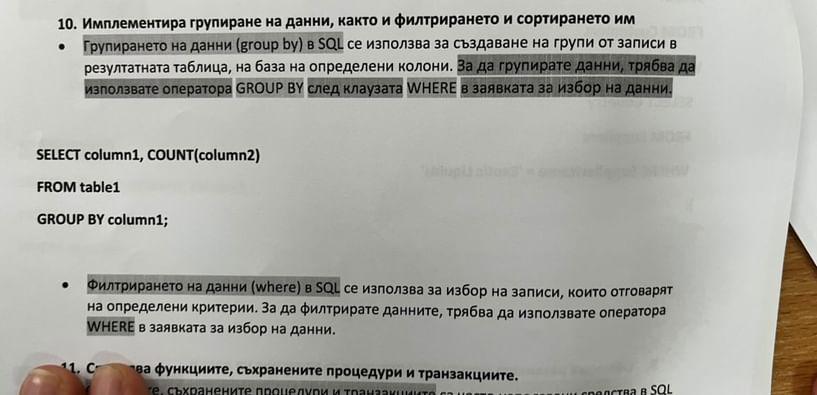 10. Имплементира групиране на данни, както и филтрирането и сортирането им
• Групирането на данни (group by) в SQL се използва за създаване на групи от записи в
резултатната таблица, на база на определени колони. За да групирате данни, трябва да
използвате оператора GROUP BY след клаузата WHERE в заявката за избор на данни.
SELECT column1, COUNT(column2)
FROM table1
GROUP BY column1;
• Филтрирането на данни (where) в SQL се използва за избор на записи, които отговарят
на определени критерии. За да филтрирате данните, трябва да използвате оператора
WHERE в заявката за избор на данни.
11. функциите, съхранените процедури и транзакциите.
съхранените процедури и транзакциите в SQL